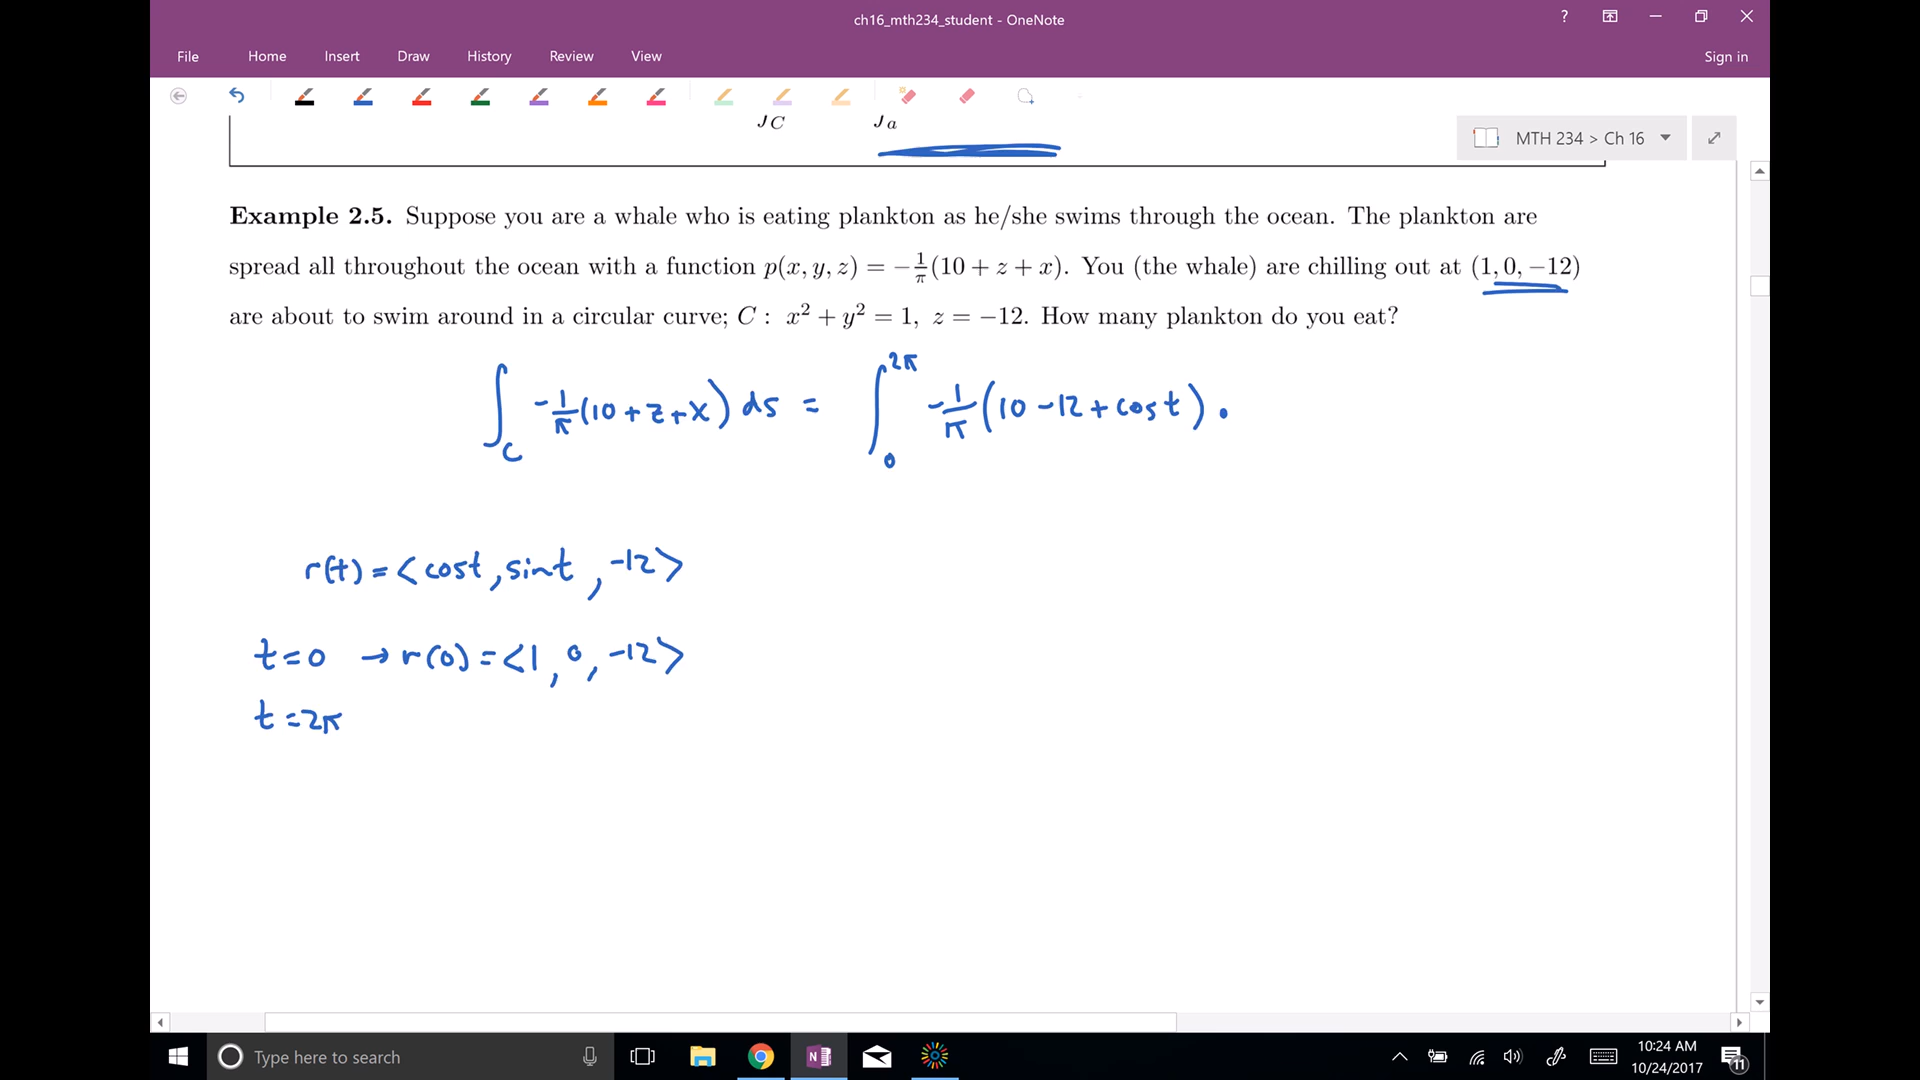 ch16_mth234_student - OneNote
?
File Home Insert Draw History Review View Sign in
∫C ∫a
MTH 234 > Ch 16
Example 2.5. Suppose you are a whale who is eating plankton as he/she swims through the ocean. The plankton are
spread all throughout the ocean with a function p(x, y, z) = −1/π(10 + z + x). You (the whale) are chilling out at (1, 0, −12)
are about to swim around in a circular curve; C : x² + y² = 1, z = −12. How many plankton do you eat?
∫C -1/π(10+z+x) ds = ∫0^2π -1/π(10-12+cost) ·
r(t)=<cost, sint, -12>
t=0 → r(0)=<1, 0, -12>
t=2π
Type here to search
10:24 AM
10/24/2017
11